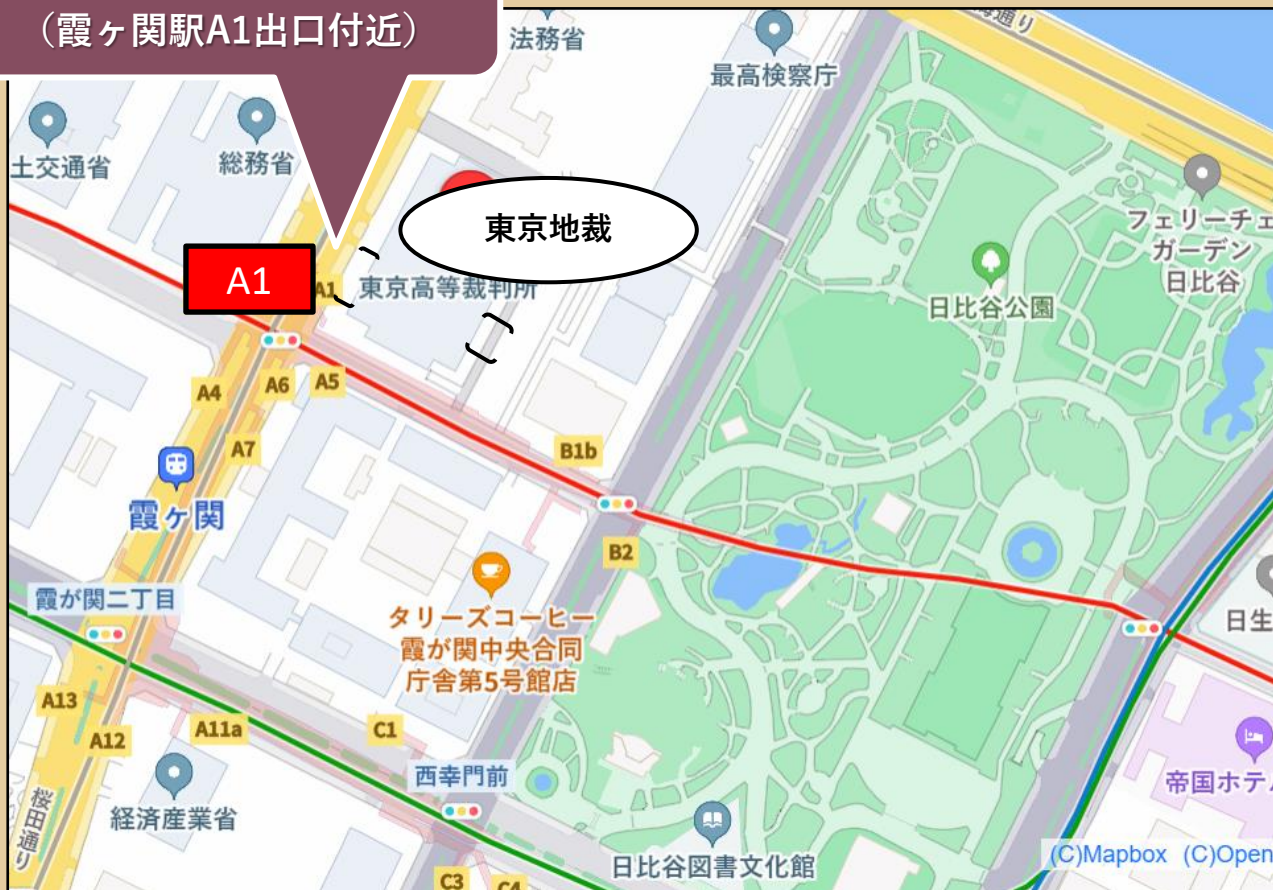 （霞ヶ関駅A1出口付近）
法務省
最高検察庁
土交通省
総務省
東京地裁
フェリーチェ
ガーデン
日比谷
A1
A1
東京高等裁判所
日比谷公園
A4
A6
A5
A7
B1b
霞ヶ関
B2
霞が関二丁目
タリーズコーヒー
霞が関中央合同
庁舎第5号館店
日生
A13
A12
A11a
C1
西幸門前
帝国ホテ
桜田通り
経済産業省
日比谷図書文化館
(C)Mapbox (C)Open
C3
C4